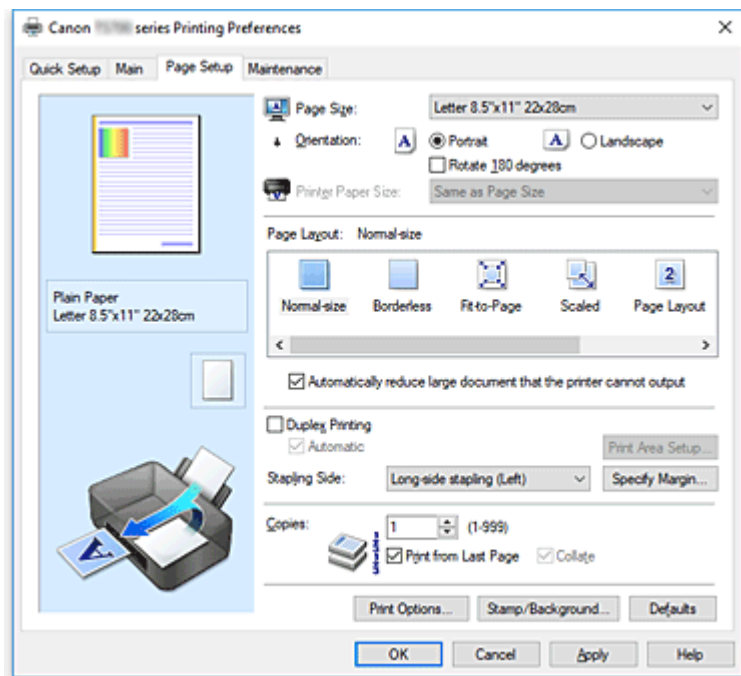 Canon series Printing Preferences
Quick Setup Main Page Setup Maintenance
Page Size: Letter 8.5"x11" 22x28cm
Orientation: A Portrait A Landscape
Rotate 180 degrees
Printer Paper Size: Same as Page Size
Page Layout: Normal-size
Normal-size Borderless Fit-to-Page Scaled Page Layout
Plain Paper
Letter 8.5"x11" 22x28cm
Automatically reduce large document that the printer cannot output
Duplex Printing
Automatic Print Area Setup...
Stapling Side: Long-side stapling (Left) Specify Margin...
Copies: 1 (1-999)
Print from Last Page Collate
Print Options... Stamp/Background... Defaults
OK Cancel Apply Help